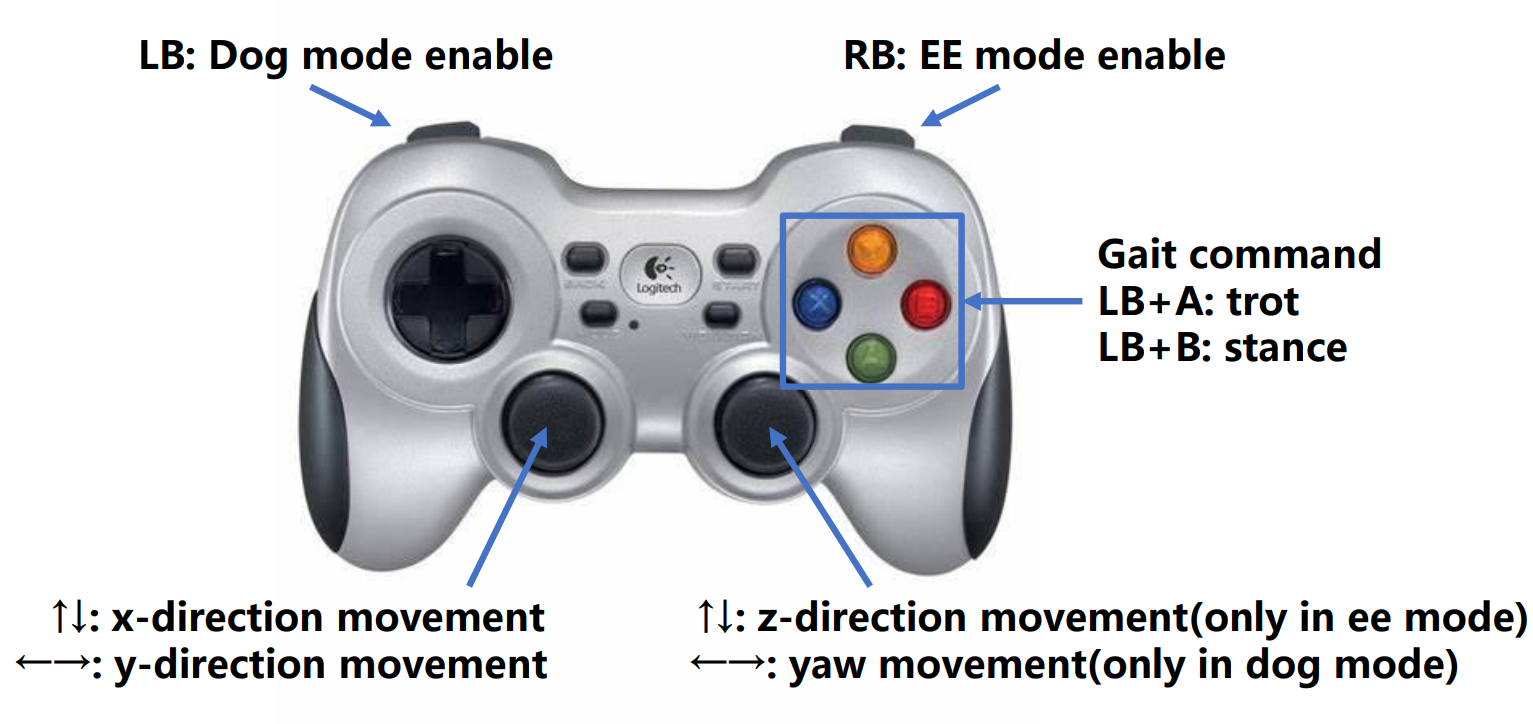 LB: Dog mode enable
RB: EE mode enable
Gait command
LB+A: trot
LB+B: stance
BACK
Logitech
START
X
B
A
↑↓: x-direction movement
←→: y-direction movement
↑↓: z-direction movement(only in ee mode)
←→: yaw movement(only in dog mode)